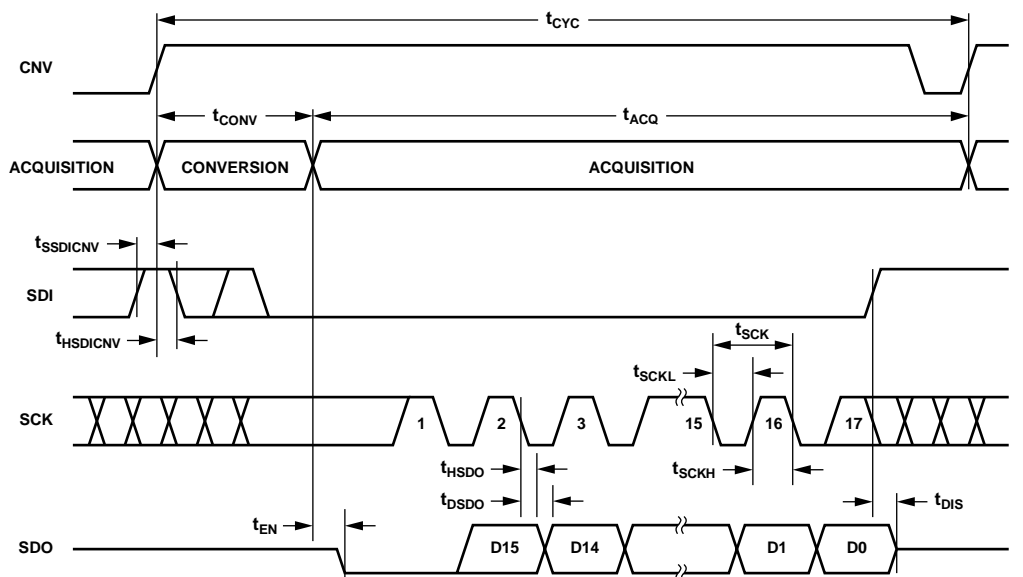 tCYC
CNV
tCONV
tACQ
ACQUISITION CONVERSION ACQUISITION
tSSDICNV
SDI
tHSDICNV
tSCK
tSCKL
SCK 1 2 3 15 16 17
tHSDO
tSCKH
tDSDO
tDIS
tEN
SDO D15 D14 D1 D0